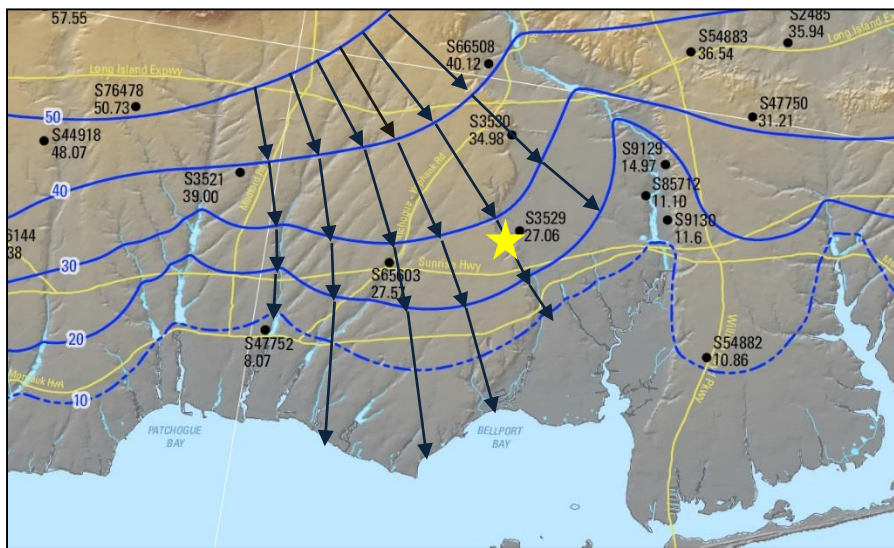 57.55
S2485
35.94
S54883
36.54
Long Island Expwy
S66508
40.12
Long Island Expwy
S76478
50.73
50
S47750
31.21
S3530
34.98
S44918
48.07
S9129
14.97
S3521
39.00
S85712
11.10
40
S9130
11.6
S3529
27.06
6144
38
30
Sunrise Hwy
S65603
27.57
20
S47752
8.07
S54882
10.86
10
Pkwy
PATCHOGUE
BAY
BELLPORT
BAY